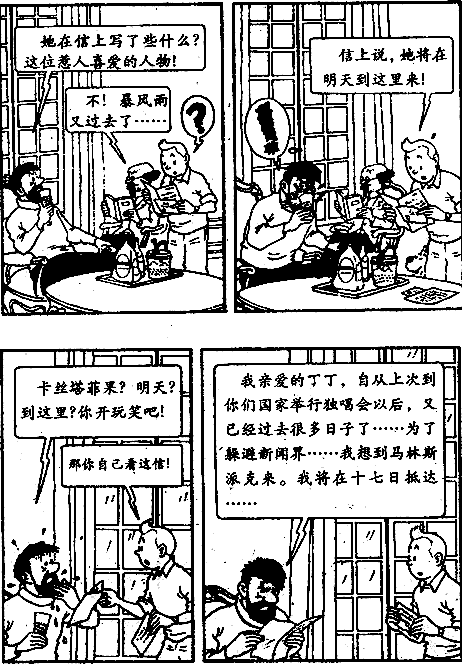 她在信上写了些什么？
这位惹人喜爱的人物！
不！暴风雨
又过去了……
?
信上说，她将在
明天到这里来！
卡丝塔菲果？明天？
到这里？你开玩笑吧！
那你自己看这信！
我亲爱的丁丁，自从上次到
你们国家举行独唱会以后，又
已经过去很多日子了……为了
躲避新闻界……我想到马林斯
派克来。我将在十七日抵达
……